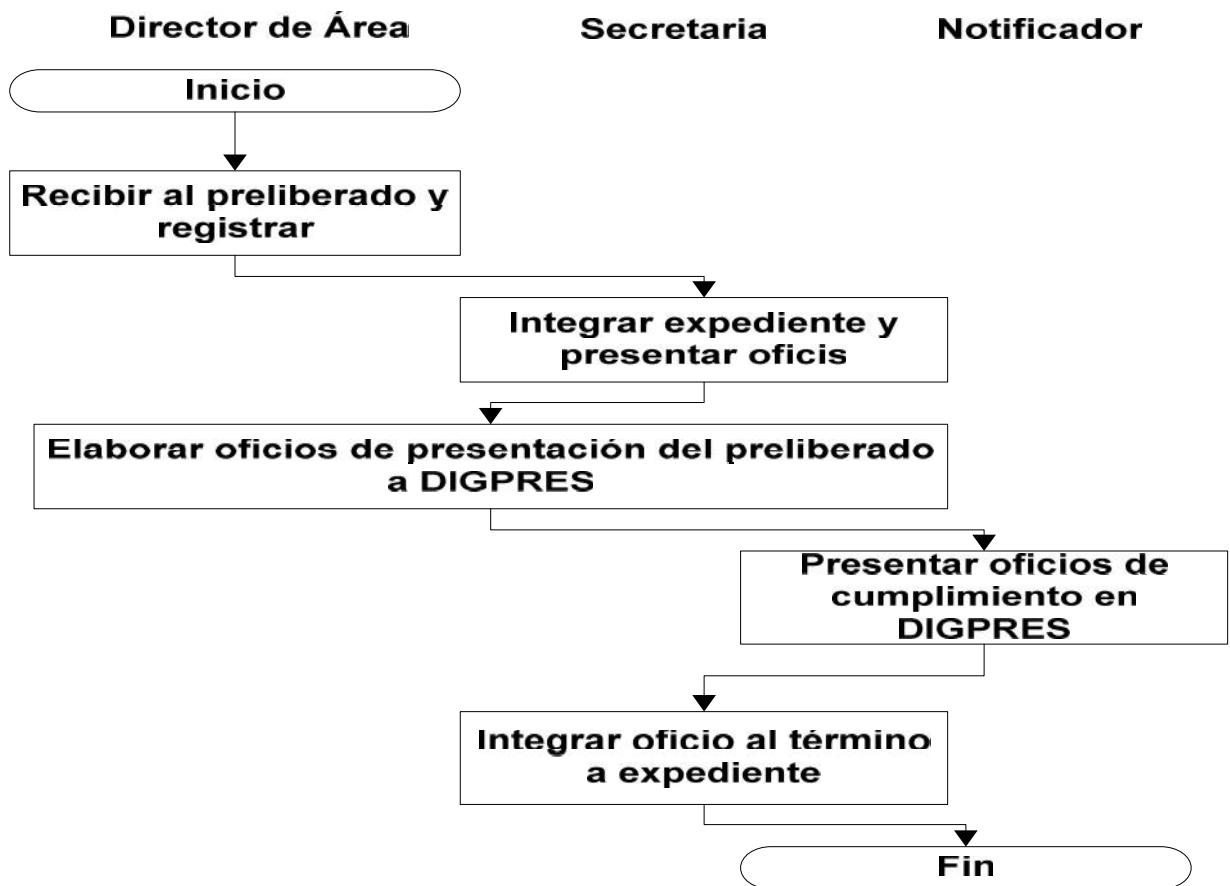 Director de Área
Secretaria
Notificador
Inicio
Recibir al preliberado y
registrar
Integrar expediente y
presentar oficis
Elaborar oficios de presentación del preliberado
a DIGPRES
Presentar oficios de
cumplimiento en
DIGPRES
Integrar oficio al término
a expediente
Fin